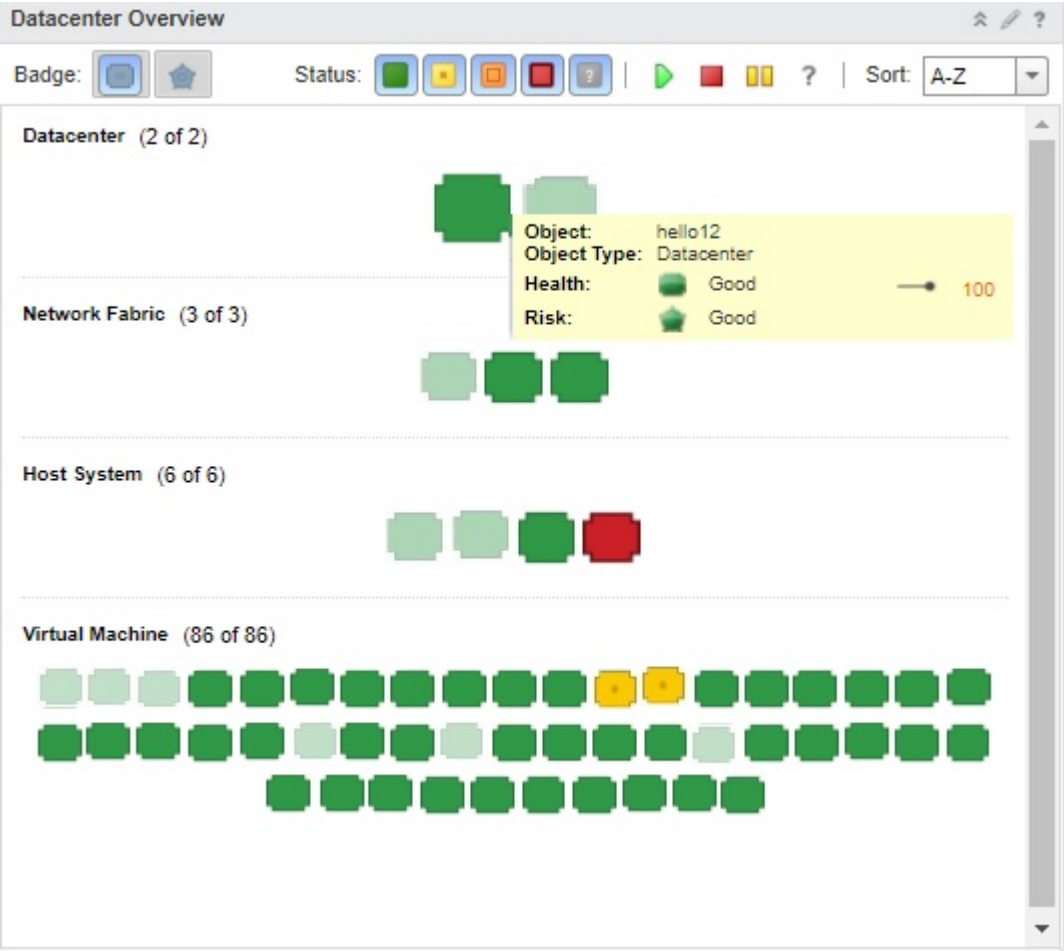 Datacenter Overview ?
Badge: Status: ? ? Sort: A-Z
Datacenter (2 of 2)
Object: hello12
Object Type: Datacenter
Health: Good 100
Risk: Good
Network Fabric (3 of 3)
Host System (6 of 6)
Virtual Machine (86 of 86)